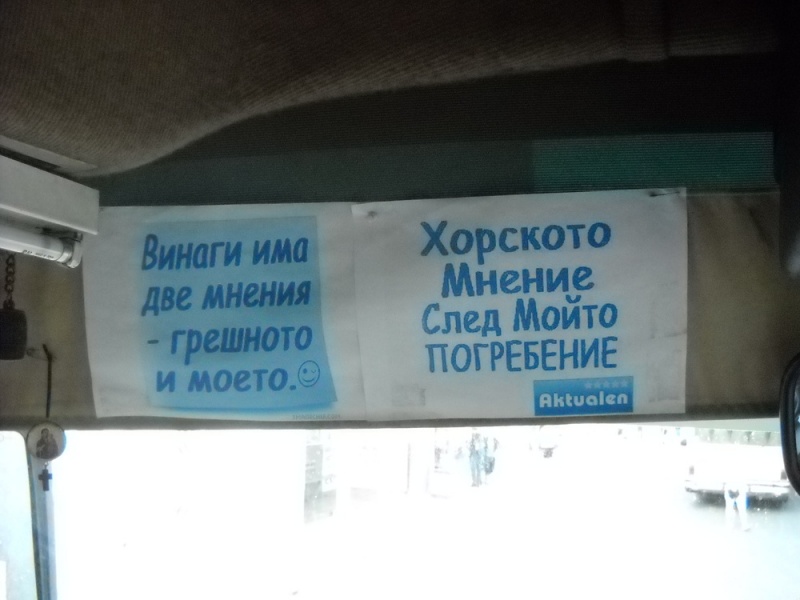 Винаги има
две мнения
- грешното
и моето.
Хорското
Мнение
След Мойто
ПОГРЕБЕНИЕ
Aktualen